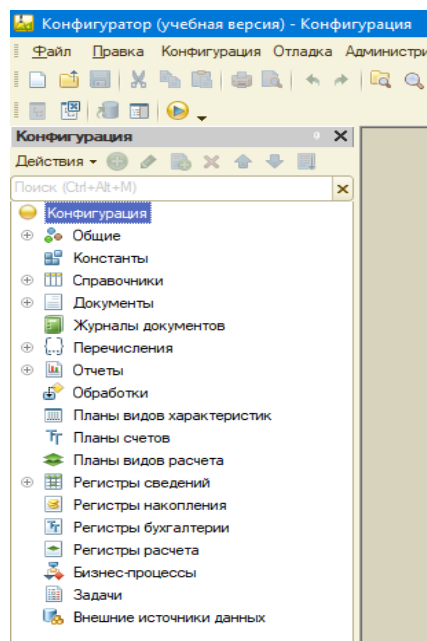 Конфигуратор (учебная версия) - Конфигурация
Файл Правка Конфигурация Отладка Администри
Конфигурация
Действия
Поиск (Ctrl+Alt+M)
Конфигурация
Общие
Константы
Справочники
Документы
Журналы документов
Перечисления
Отчеты
Обработки
Планы видов характеристик
Планы счетов
Планы видов расчета
Регистры сведений
Регистры накопления
Регистры бухгалтерии
Регистры расчета
Бизнес-процессы
Задачи
Внешние источники данных